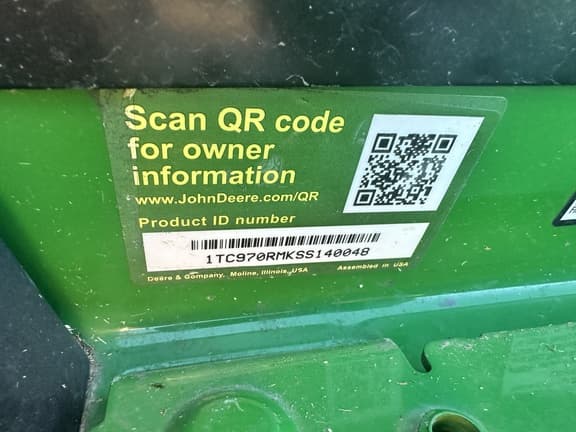 Scan QR code
for owner
information
www.JohnDeere.com/QR
Product ID number
1TC970RMKSS140048
Deere & Company, Moline, Illinois, USA Assembled in USA